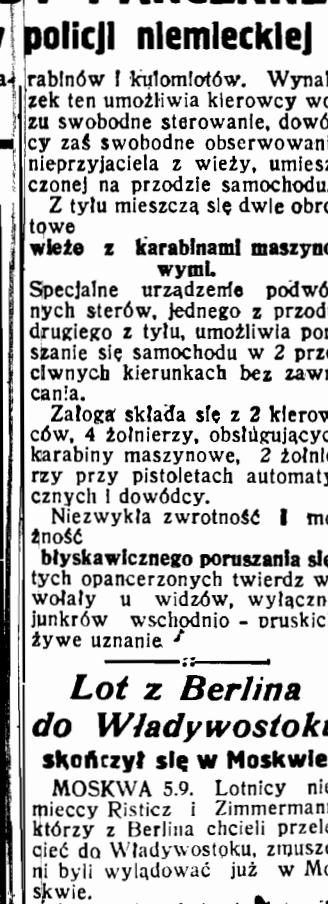 policji niemieckiej
rabinów i kulomiotów. Wynal
zek ten umożliwia kierowcy wo
zu swobodne sterowanie, dowó
cy zaś swobodne obserwowani
nieprzyjaciela z wieży, umiesz
czonej na przodzie samochodu.
Z tyłu mieszczą się dwie obro
towe
wieże z karabinami maszyno
wymi.
Specjalne urządzenie podwó
nych sterów, jednego z przodu
drugiego z tyłu, umożliwia poru
szanie się samochodu w 2 prze
ciwnych kierunkach bez zawr
cania.
Załoga składa się z 2 kierow
ców, 4 żołnierzy, obsługującyc
karabiny maszynowe, 2 żołnie
rzy przy pistoletach automaty
cznych i dowódcy.
Niezwykła zwrotność i mo
żność
błyskawicznego poruszania się
tych opancerzonych twierdz w
wołały u widzów, wyłączni
junkrów wschodnio - pruskic
żywe uznanie
Lot z Berlina
do Władywostoku
skończył się w Moskwie
MOSKWA 5.9. Lotnicy nie
mieccy Risticz i Zimmermann
którzy z Berlina chcieli przele
cieć do Władywostoku, zmusze
ni byli wylądować już w Mo
skwie.